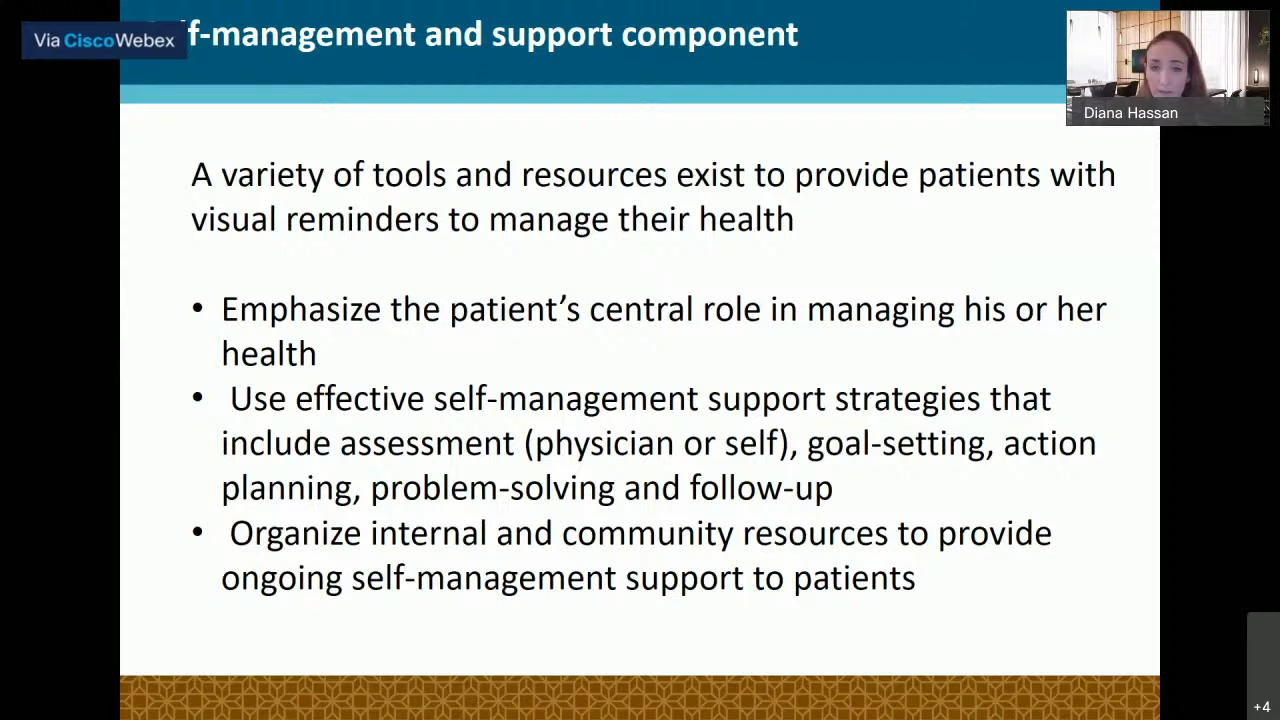 Via CiscoWebex
f-management and support component
Diana Hassan
A variety of tools and resources exist to provide patients with
visual reminders to manage their health
• Emphasize the patient’s central role in managing his or her
health
• Use effective self-management support strategies that
include assessment (physician or self), goal-setting, action
planning, problem-solving and follow-up
• Organize internal and community resources to provide
ongoing self-management support to patients
+4